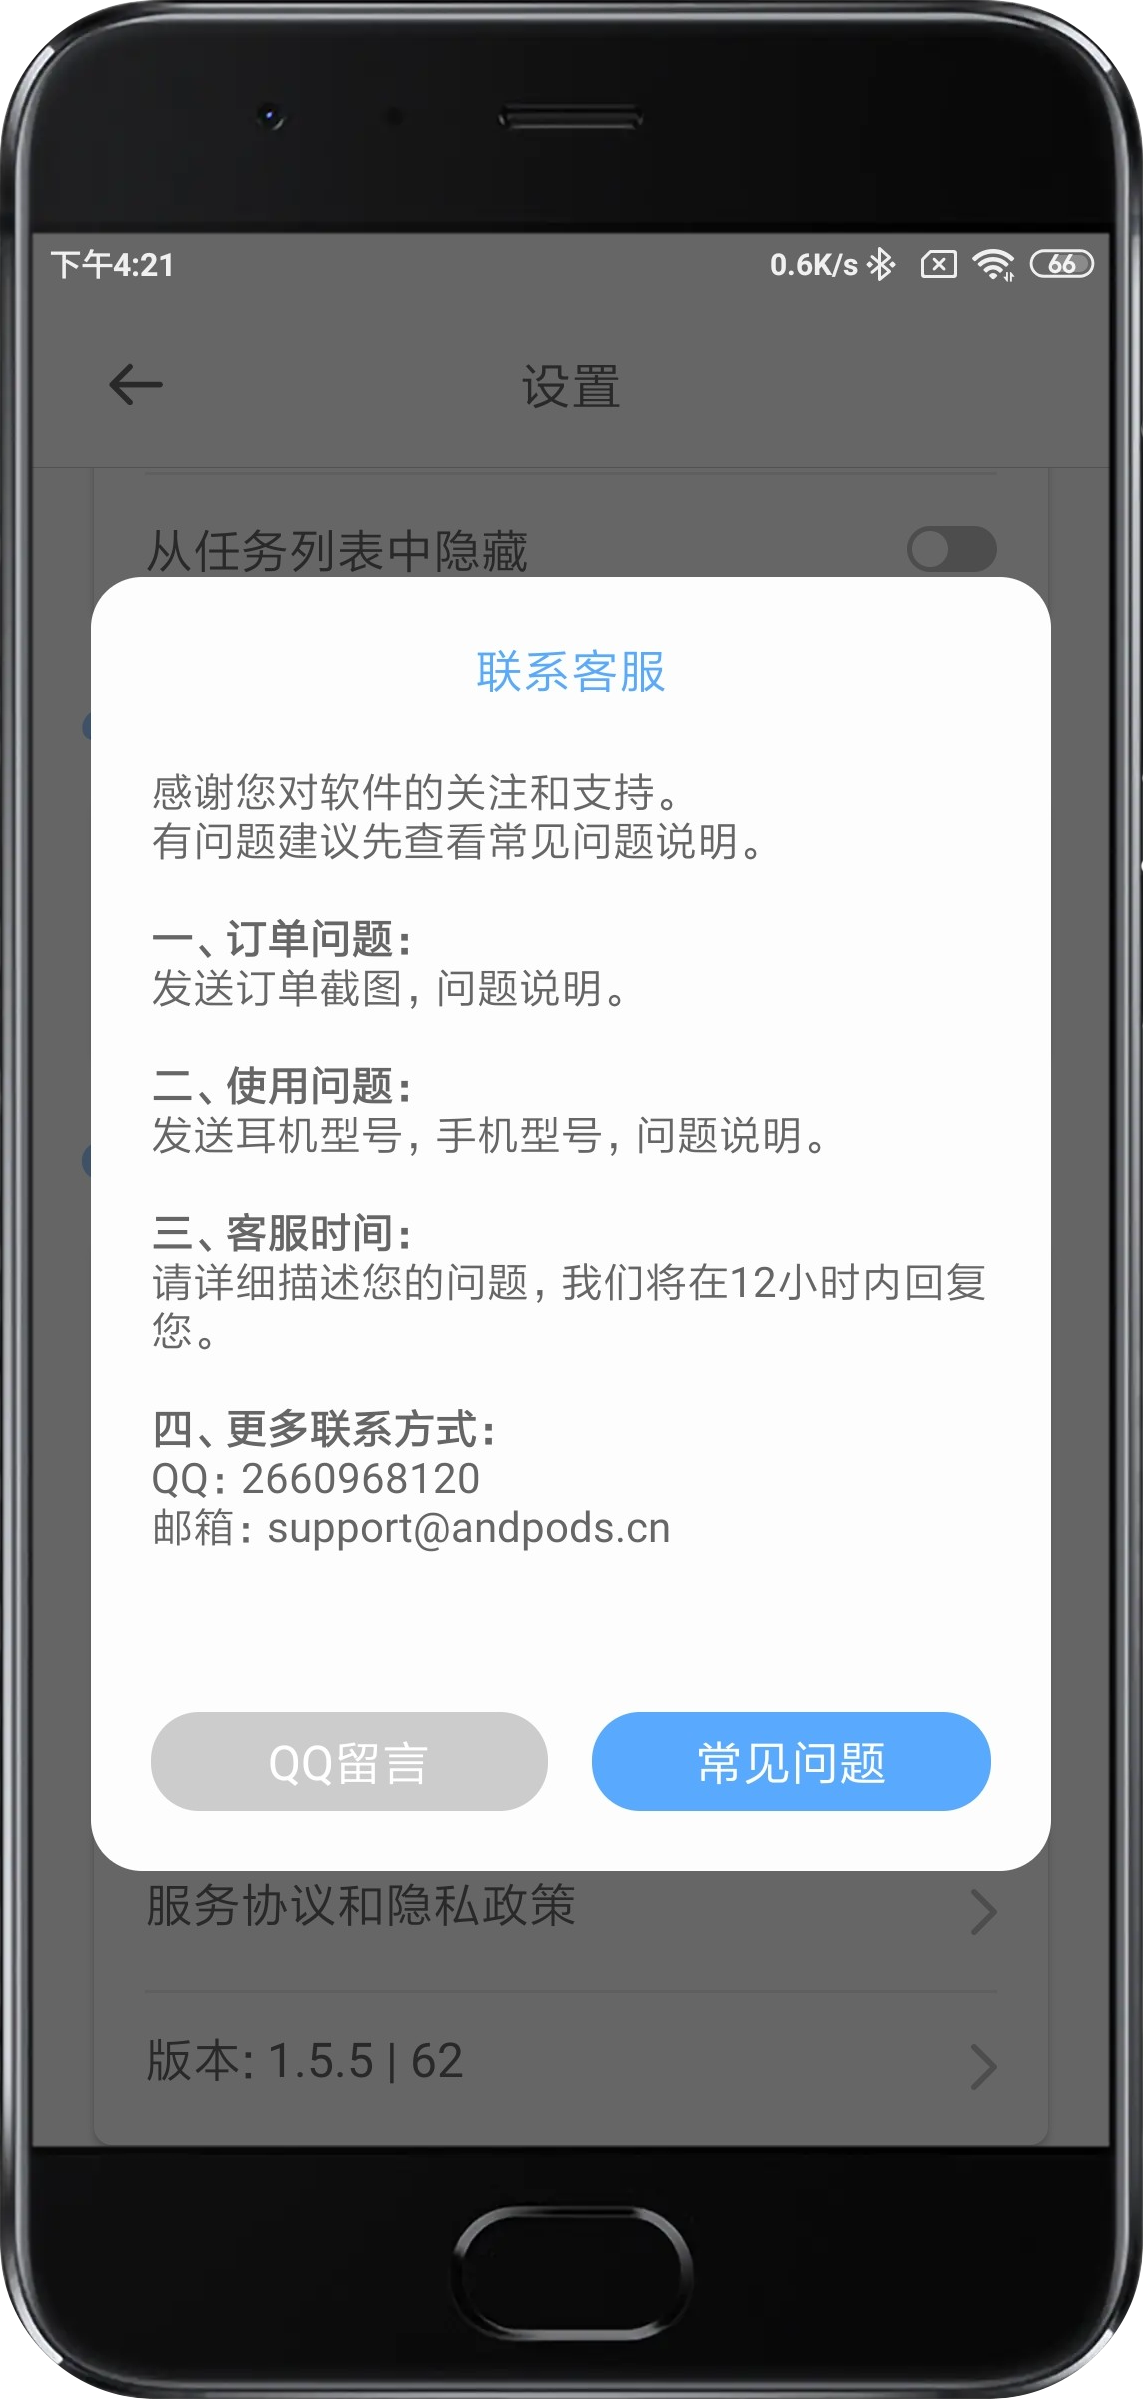 下午4:21
0.6K/s
66
设置
从任务列表中隐藏
联系客服
感谢您对软件的关注和支持。
有问题建议先查看常见问题说明。
一、订单问题：
发送订单截图，问题说明。
二、使用问题：
发送耳机型号，手机型号，问题说明。
三、客服时间：
请详细描述您的问题，我们将在12小时内回复
您。
四、更多联系方式：
QQ：2660968120
邮箱：support@andpods.cn
QQ留言
常见问题
服务协议和隐私政策
版本: 1.5.5 | 62